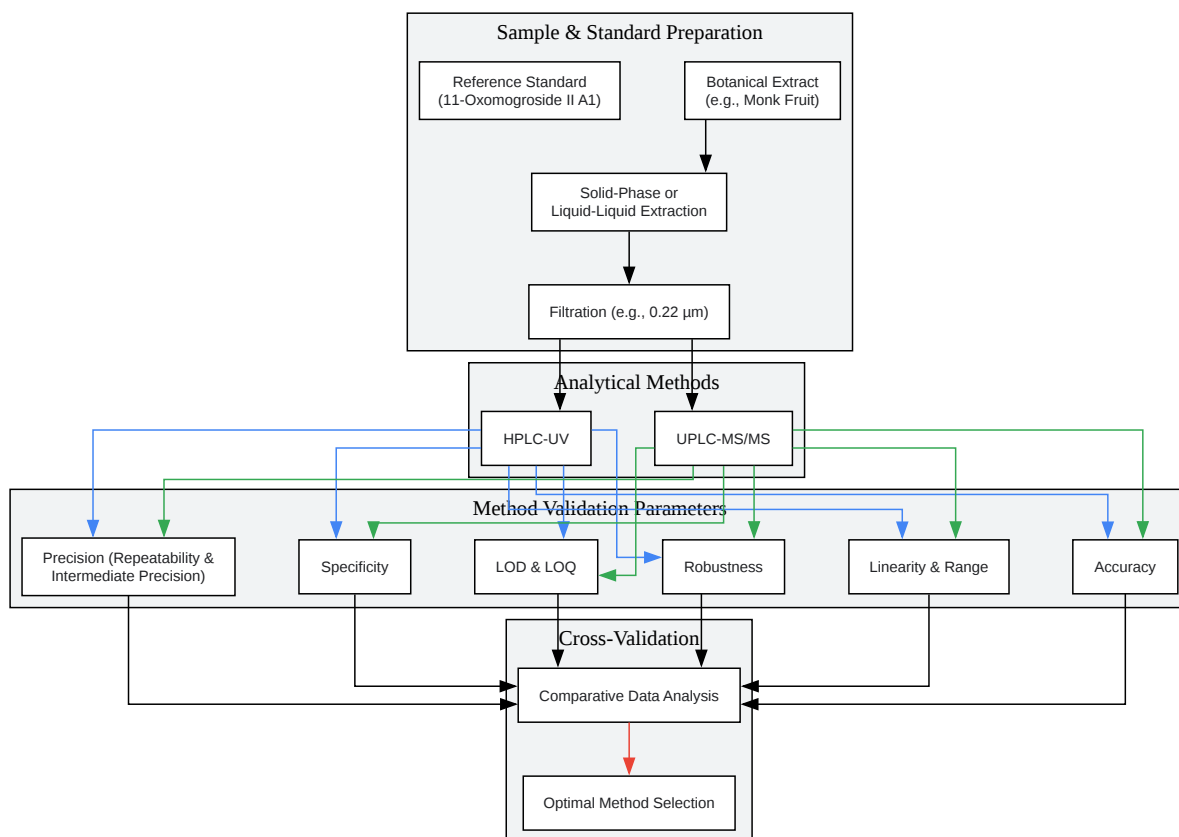 Sample & Standard Preparation
Reference Standard
(11-Oxomogroside II A1)
Botanical Extract
(e.g., Monk Fruit)
Solid-Phase or
Liquid-Liquid Extraction
Filtration (e.g., 0.22 µm)
Analytical Methods
HPLC-UV
UPLC-MS/MS
Method Validation Parameters
Precision (Repeatability &
Intermediate Precision)
Specificity
LOD & LOQ
Robustness
Linearity & Range
Accuracy
Cross-Validation
Comparative Data Analysis
Optimal Method Selection